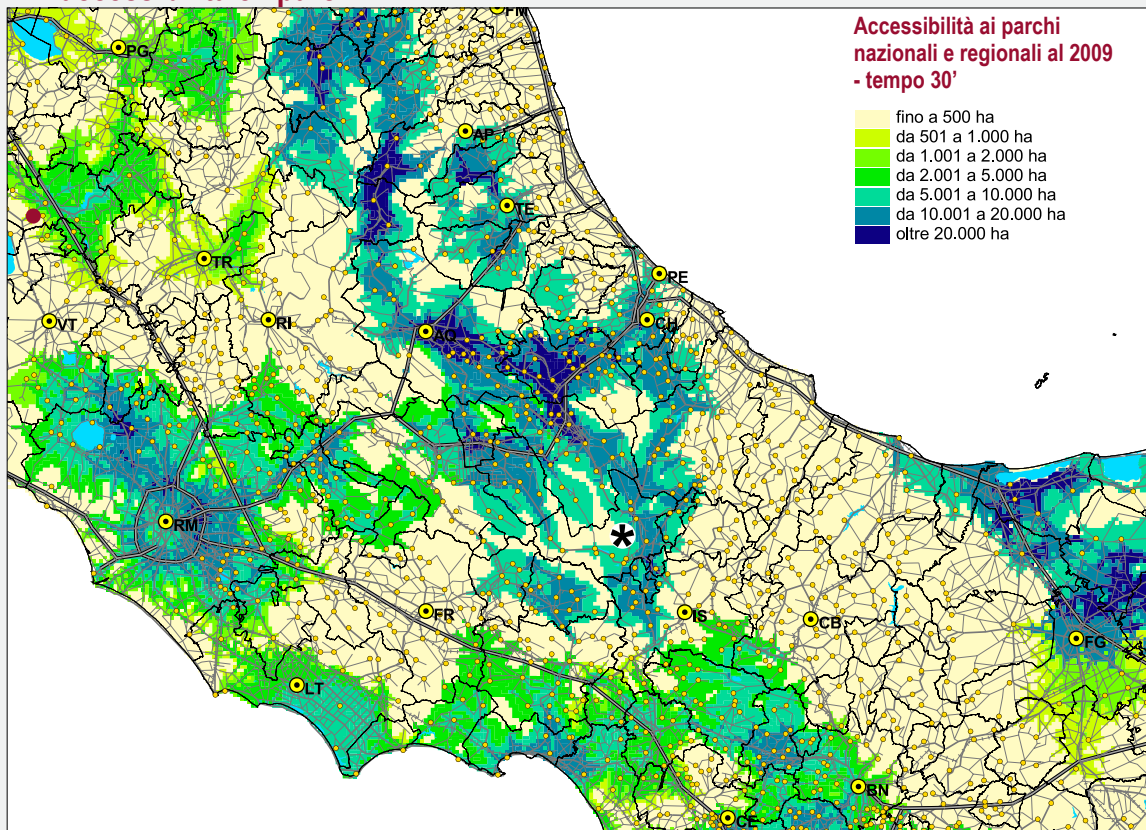 Accessibilità ai parchi
nazionali e regionali al 2009
- tempo 30'
fino a 500 ha
da 501 a 1.000 ha
da 1.001 a 2.000 ha
da 2.001 a 5.000 ha
da 5.001 a 10.000 ha
da 10.001 a 20.000 ha
oltre 20.000 ha
FM
PG
AP
TE
TR
PE
VT
RI
AQ
CH
RM
*
FR
IS
CB
FG
LT
BN
CE